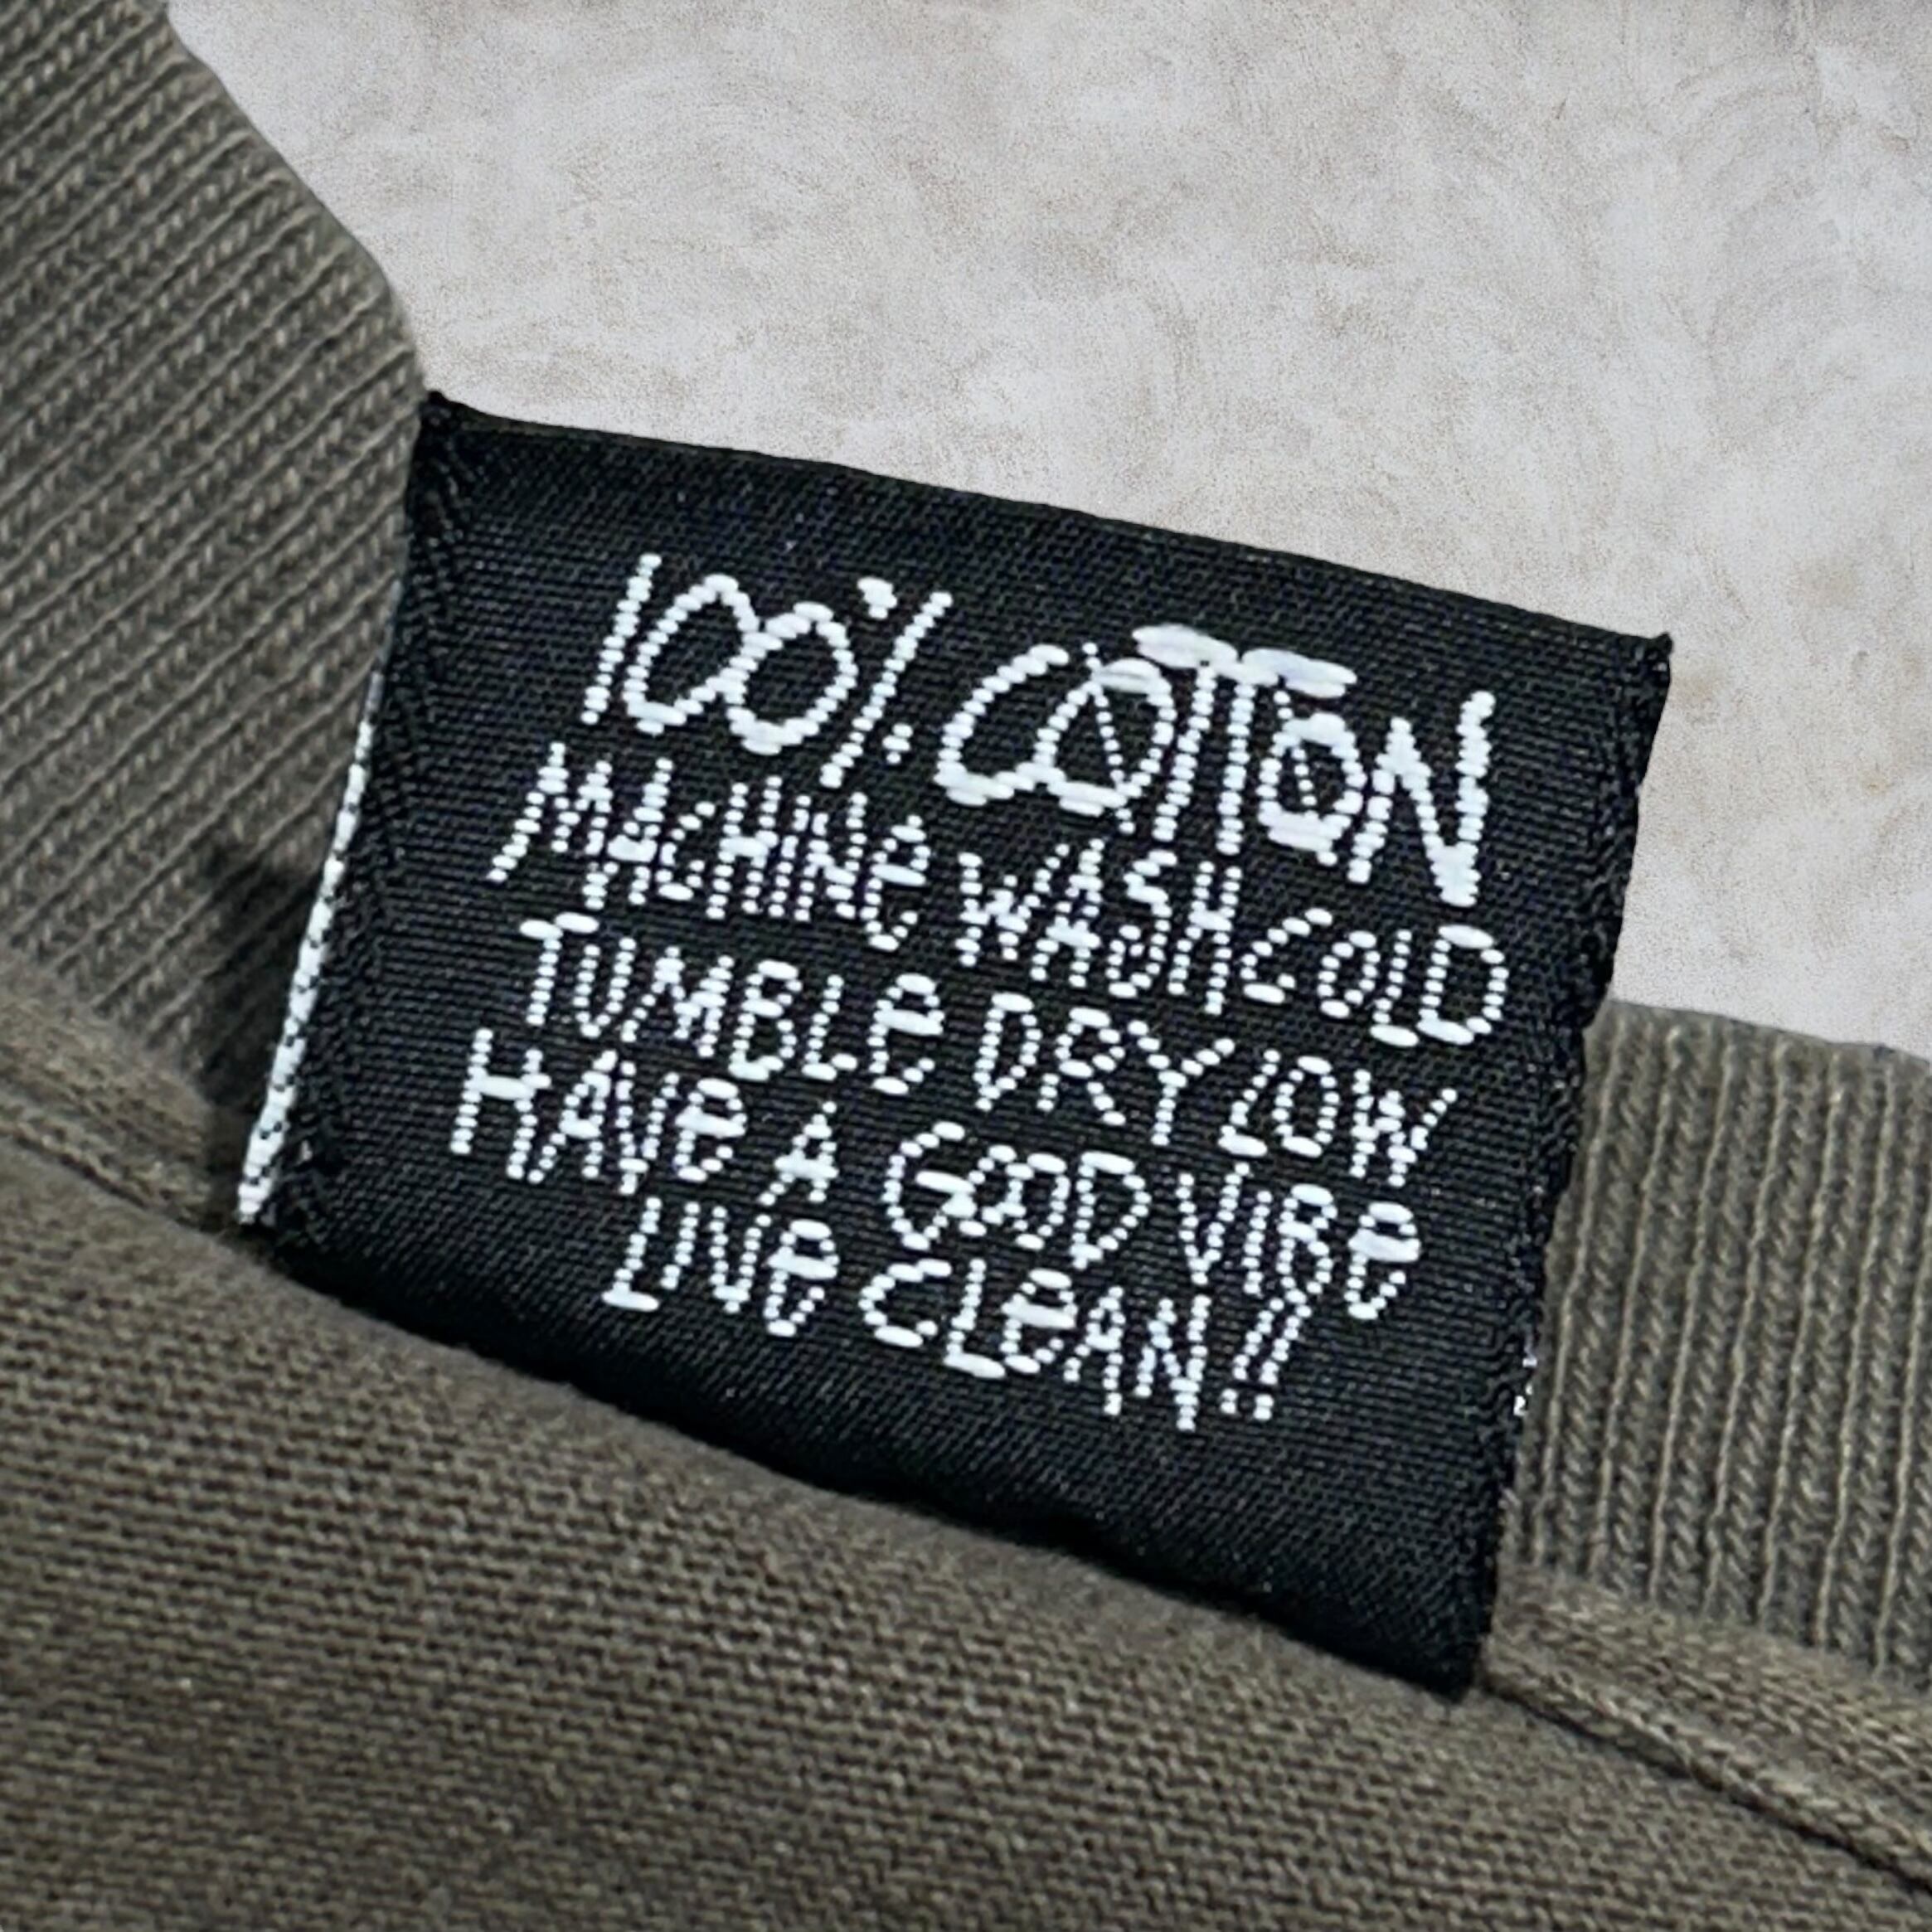 100% COTTON
MACHINe WASH COLD
TUMBLe DRY LOW
HAVe A GOOD VIBe
LIVe CLeAN!!